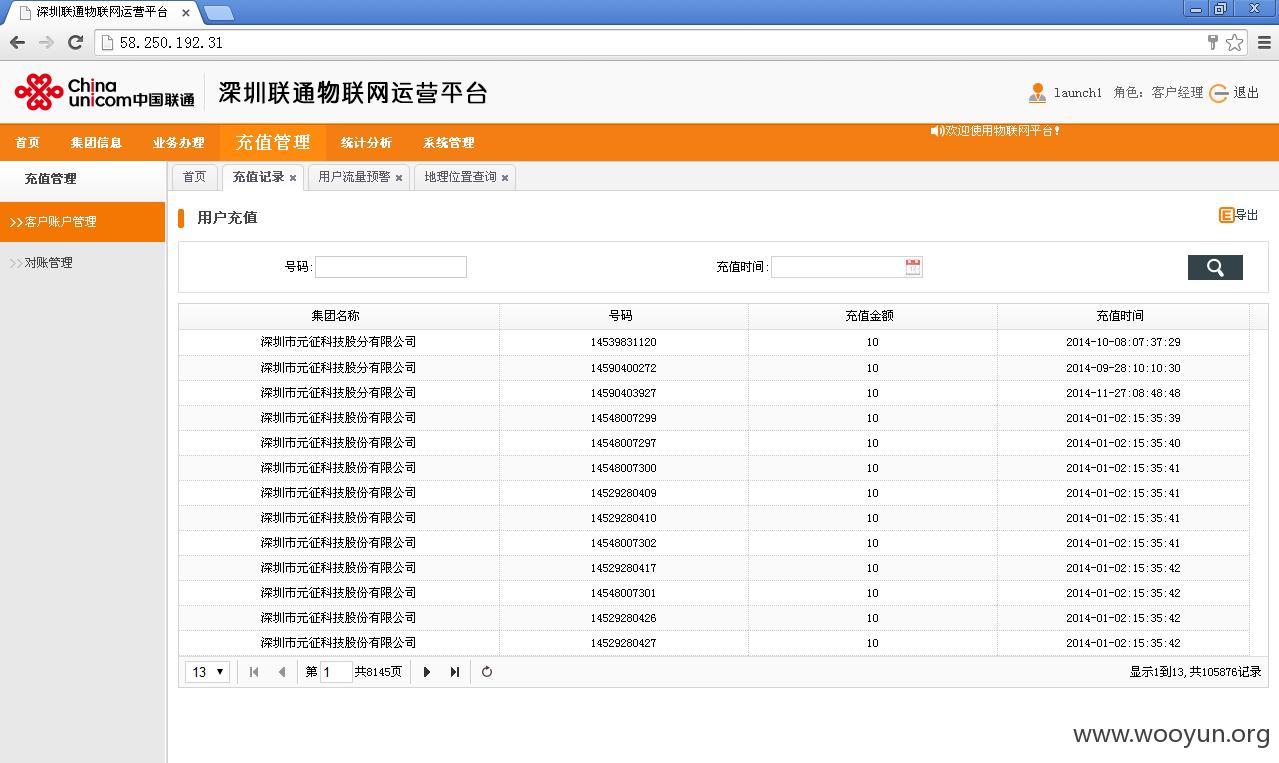 深圳联通物联网运营平台
58.250.192.31
China unicom中国联通 深圳联通物联网运营平台 launch1 角色：客户经理 退出
首页 集团信息 业务办理 充值管理 统计分析 系统管理 欢迎使用物联网平台！
充值管理 首页 充值记录 用户流量预警 地理位置查询
>>客户账户管理 用户充值 导出
>>对账管理 号码: 充值时间:
集团名称 号码 充值金额 充值时间
深圳市元征科技股分有限公司 14539831120 10 2014-10-08:07:37:29
深圳市元征科技股分有限公司 14590400272 10 2014-09-28:10:10:30
深圳市元征科技股分有限公司 14590403927 10 2014-11-27:08:48:48
深圳市元征科技股份有限公司 14548007299 10 2014-01-02:15:35:39
深圳市元征科技股份有限公司 14548007297 10 2014-01-02:15:35:40
深圳市元征科技股份有限公司 14548007300 10 2014-01-02:15:35:41
深圳市元征科技股份有限公司 14529280409 10 2014-01-02:15:35:41
深圳市元征科技股份有限公司 14529280410 10 2014-01-02:15:35:41
深圳市元征科技股份有限公司 14548007302 10 2014-01-02:15:35:41
深圳市元征科技股份有限公司 14529280417 10 2014-01-02:15:35:42
深圳市元征科技股份有限公司 14548007301 10 2014-01-02:15:35:42
深圳市元征科技股份有限公司 14529280426 10 2014-01-02:15:35:42
深圳市元征科技股份有限公司 14529280427 10 2014-01-02:15:35:42
13 第 1 共8145页 显示1到13,共105876记录
www.wooyun.org